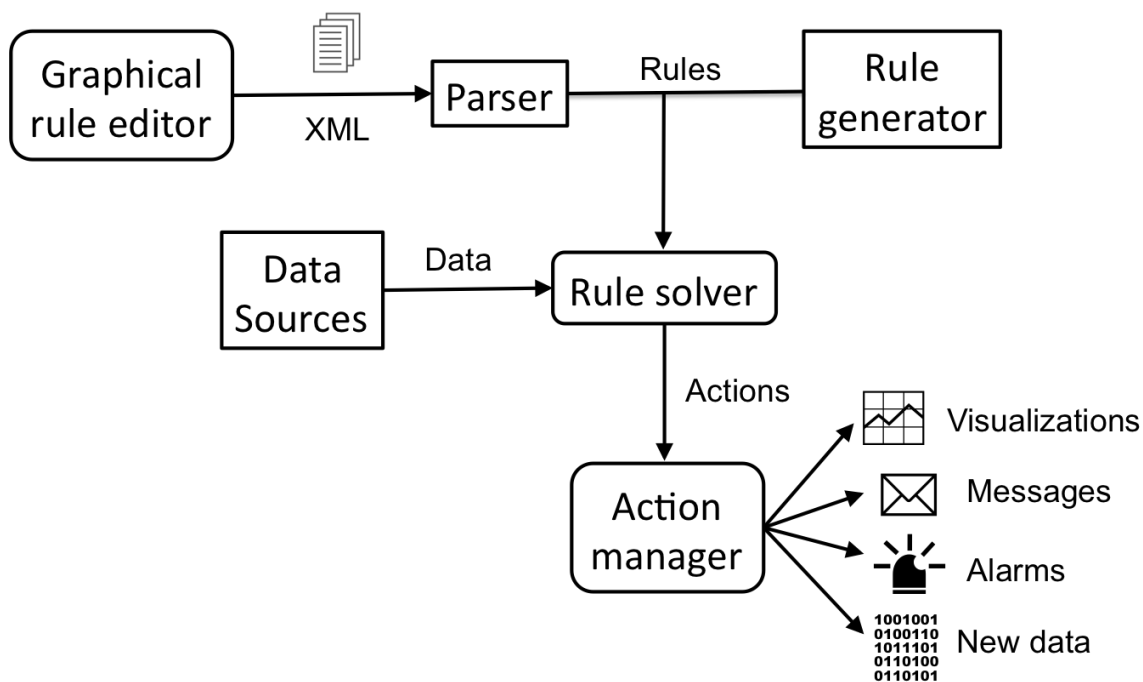 Graphical
rule editor
XML
Parser
Rules
Rule
generator
Data
Sources
Data
Rule solver
Actions
Action
manager
Visualizations
Messages
Alarms
1001001
0100110
1011101
0110100
0110101
New data